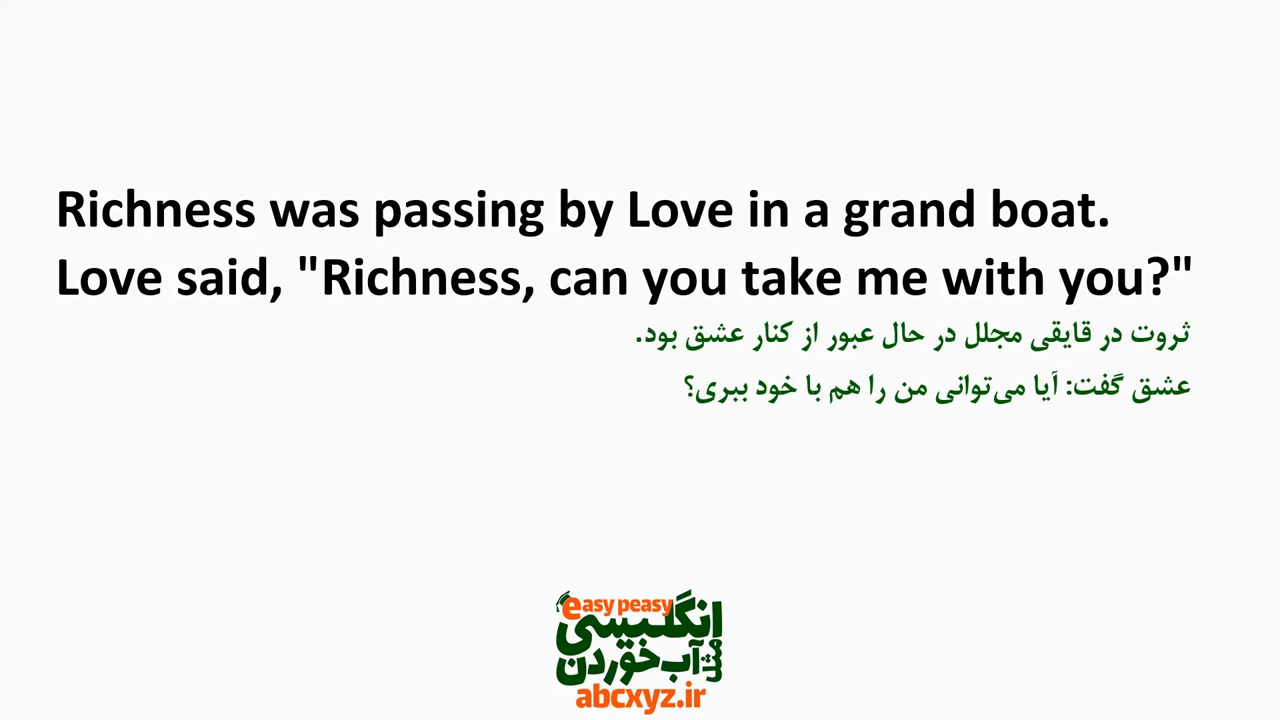 Richness was passing by Love in a grand boat.
Love said, "Richness, can you take me with you?"
ثروت در قایقی مجلل در حال عبور از کنار عشق بود.
عشق گفت: آیا می‌توانی من را هم با خود ببری؟
easy peasy
انگلیسی
مثل آب خوردن
abcxyz.ir